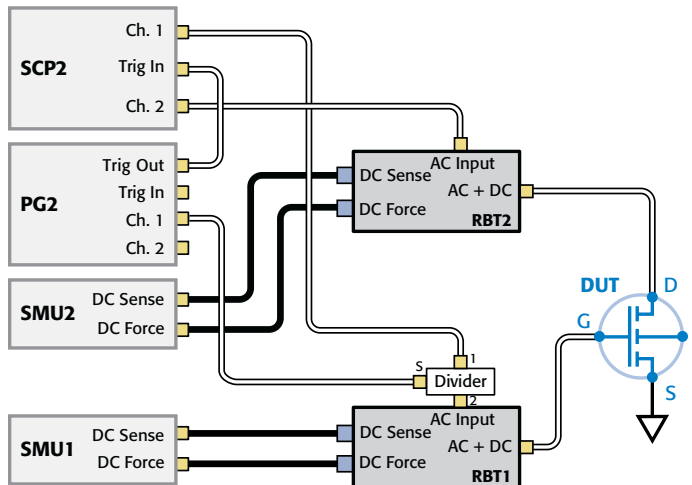 SCP2
Ch. 1
Trig In
Ch. 2
PG2
Trig Out
Trig In
Ch. 1
Ch. 2
SMU2
DC Sense
DC Force
SMU1
DC Sense
DC Force
AC Input
DC Sense
AC + DC
DC Force
RBT2
S
1
Divider
2
AC Input
DC Sense
AC + DC
DC Force
RBT1
DUT
D
G
S